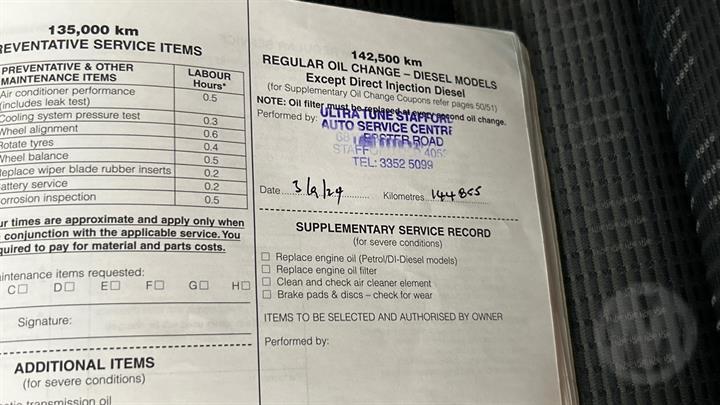 135,000 km
REVENTATIVE SERVICE ITEMS
PREVENTATIVE & OTHER
MAINTENANCE ITEMS
LABOUR
Hours*
Air conditioner performance
(includes leak test)
0.5
Cooling system pressure test
0.3
Wheel alignment
0.6
Rotate tyres
0.4
Wheel balance
0.5
Replace wiper blade rubber inserts
0.2
attery service
0.2
orrosion inspection
0.5
ur times are approximate and apply only when
conjunction with the applicable service. You
quired to pay for material and parts costs.
aintenance items requested:
C D E F G H
Signature:
ADDITIONAL ITEMS
(for severe conditions)
transmission oil
142,500 km
REGULAR OIL CHANGE – DIESEL MODELS
Except Direct Injection Diesel
(for Supplementary Oil Change Coupons refer pages 50/51)
NOTE: Oil filter must be replaced at every second oil change.
Performed by:
ULTRA TUNE STAFFORD
AUTO SERVICE CENTRE
ROAD
STAFF 405
TEL: 3352 5099
Date 3/9/24 Kilometres 144855
SUPPLEMENTARY SERVICE RECORD
(for severe conditions)
Replace engine oil (Petrol/DI-Diesel models)
Replace engine oil filter
Clean and check air cleaner element
Brake pads & discs – check for wear
ITEMS TO BE SELECTED AND AUTHORISED BY OWNER
Performed by: